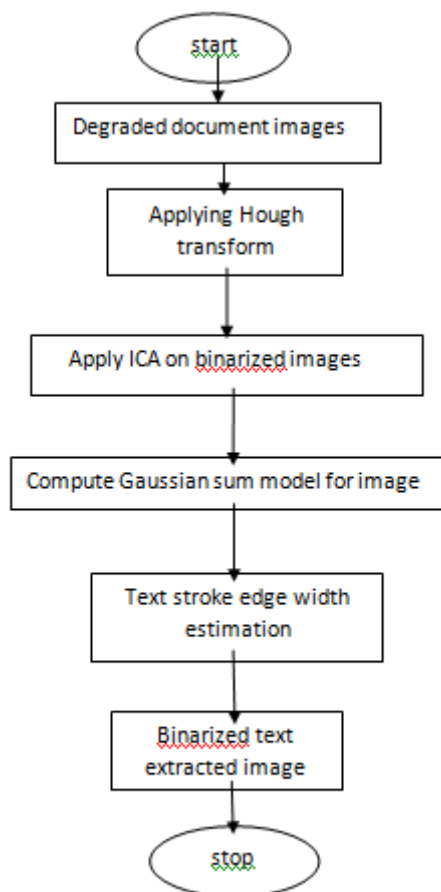 start
Degraded document images
Applying Hough
transform
Apply ICA on binarized images
Compute Gaussian sum model for image
Text stroke edge width
estimation
Binarized text
extracted image
stop